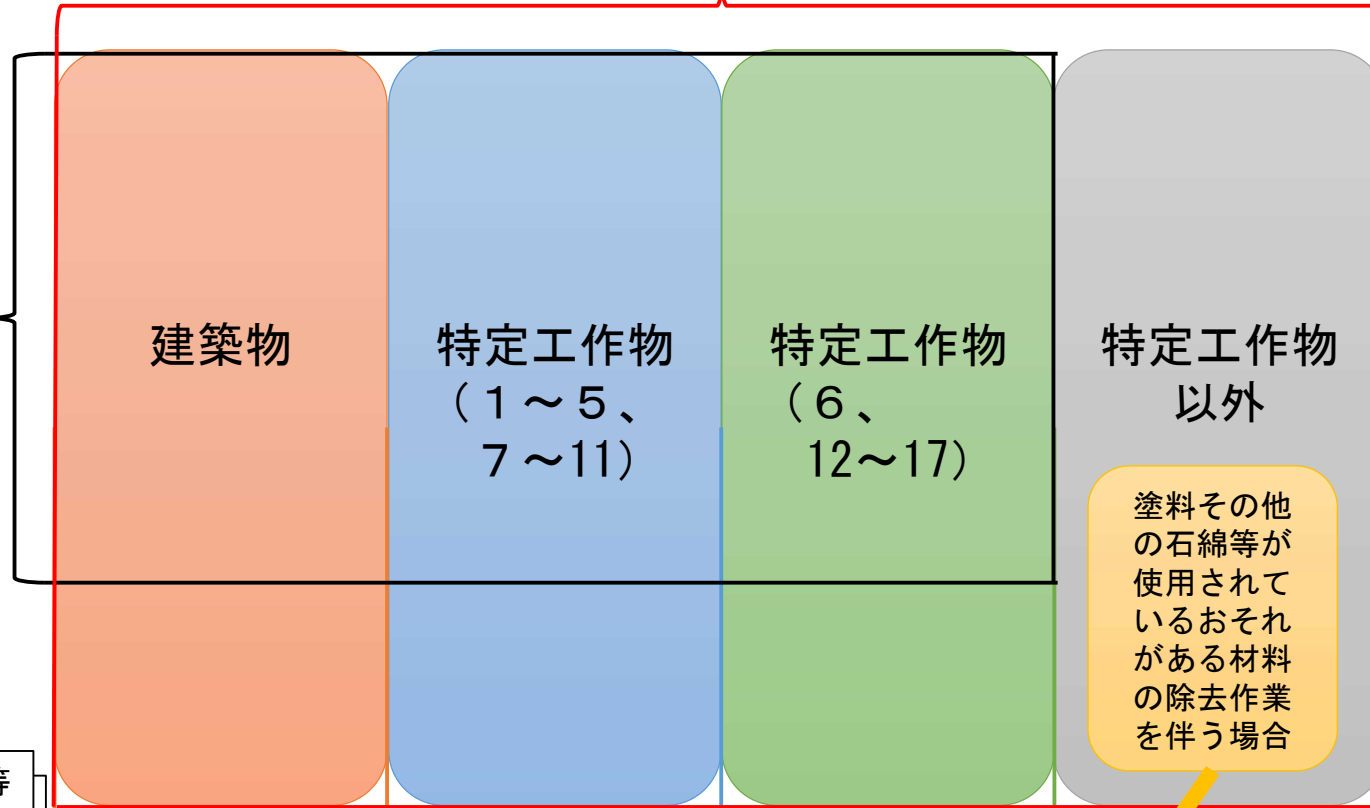 建築物
特定工作物
（１～５、
７～11）
特定工作物
（６、
12～17）
特定工作物
以外
塗料その他
の石綿等が
使用されて
いるおそれ
がある材料
の除去作業
を伴う場合
等